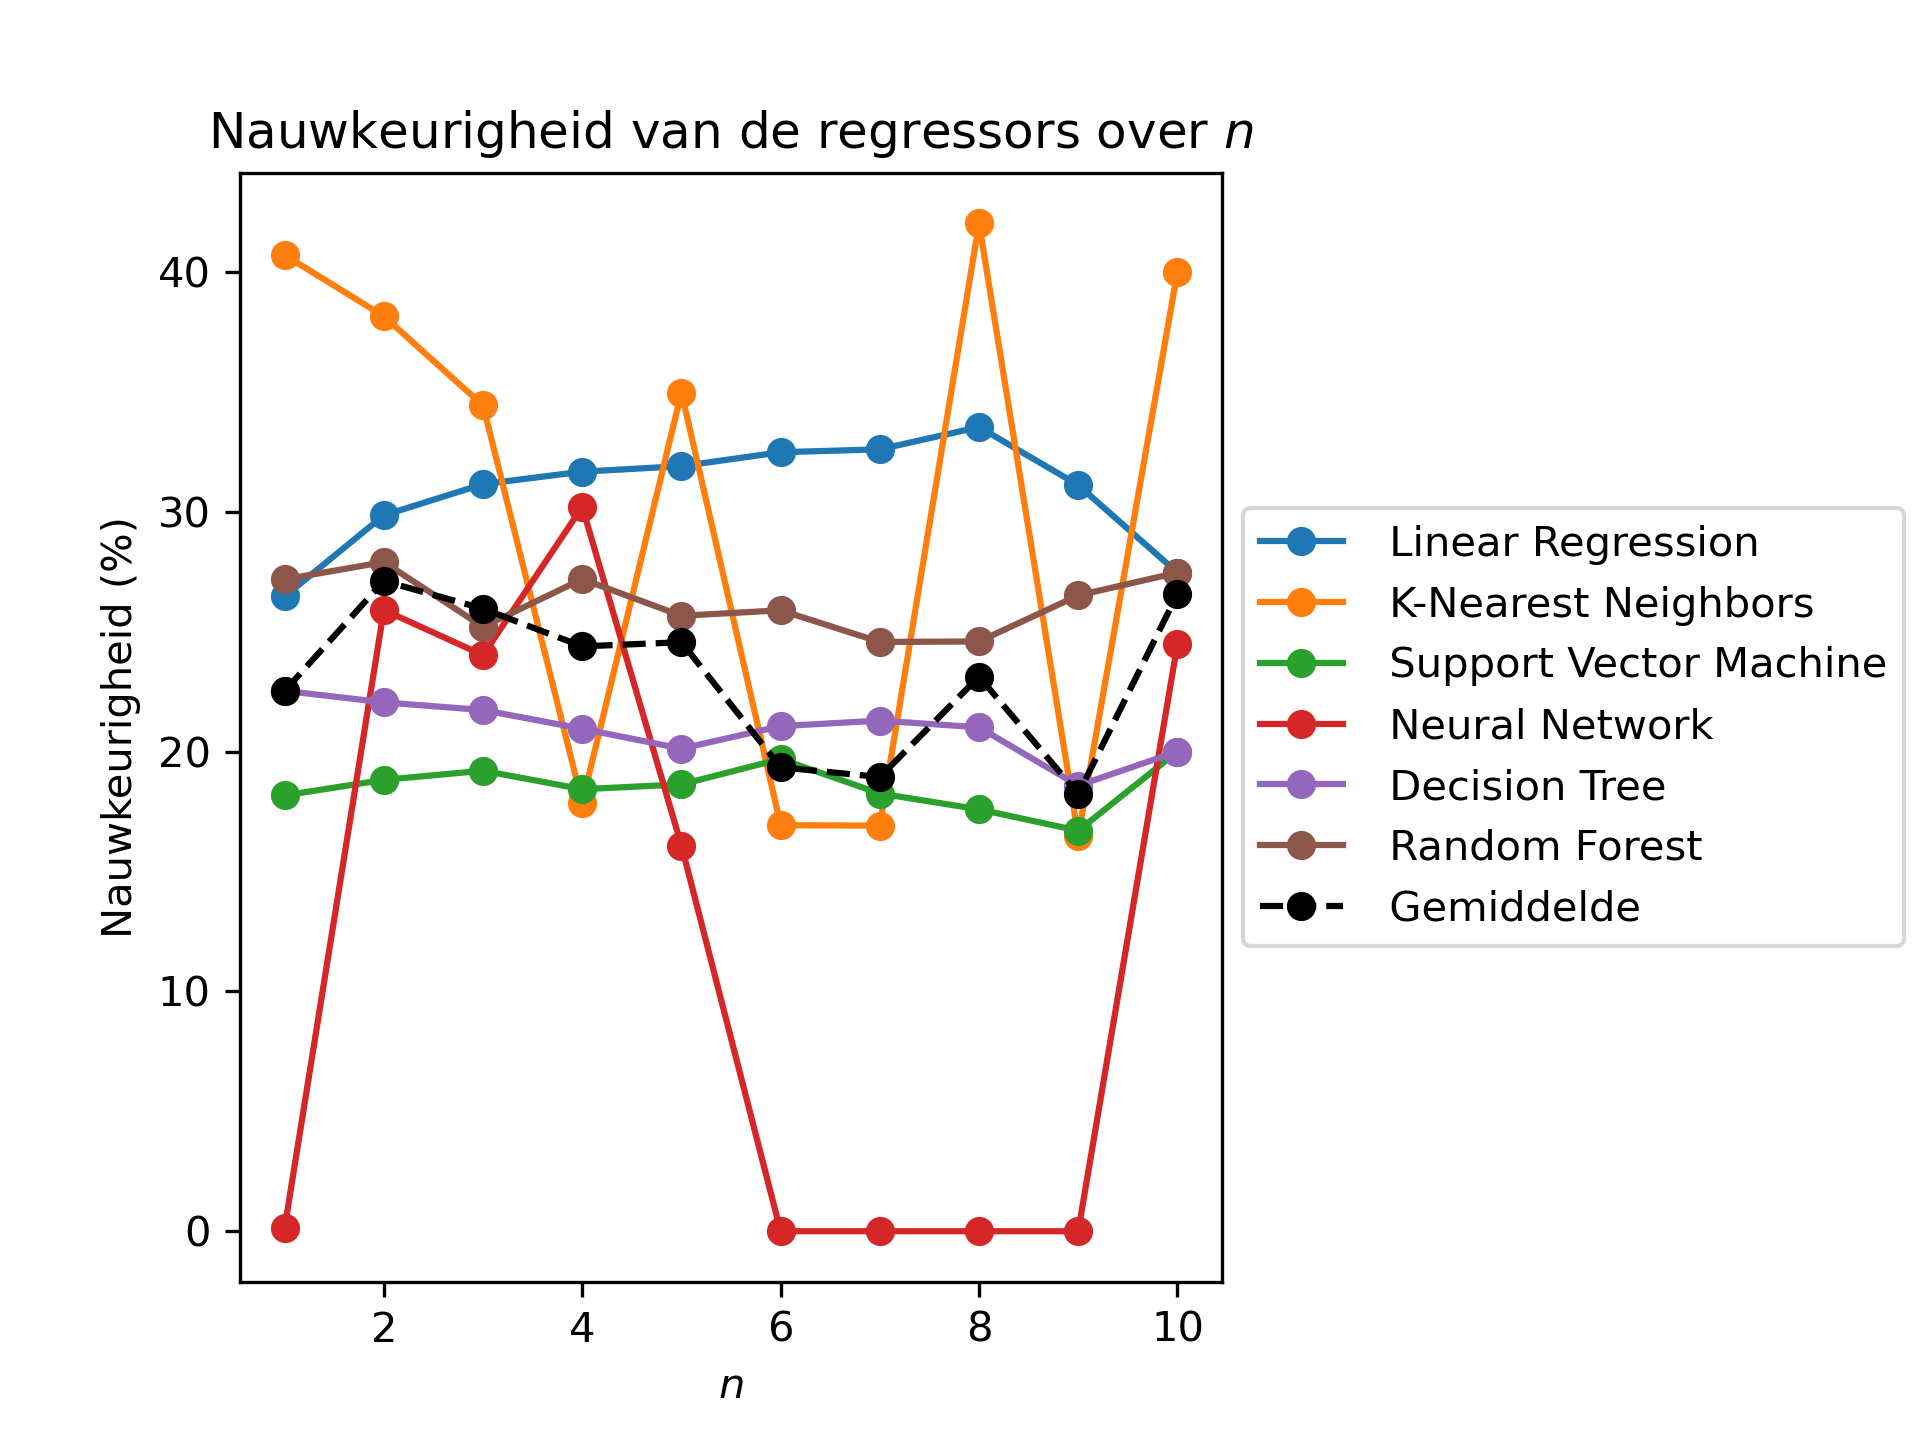 Nauwkeurigheid van de regressors over n
Nauwkeurigheid (%)
40
30
20
10
0
2 4 6 8 10
n
Linear Regression
K-Nearest Neighbors
Support Vector Machine
Neural Network
Decision Tree
Random Forest
Gemiddelde